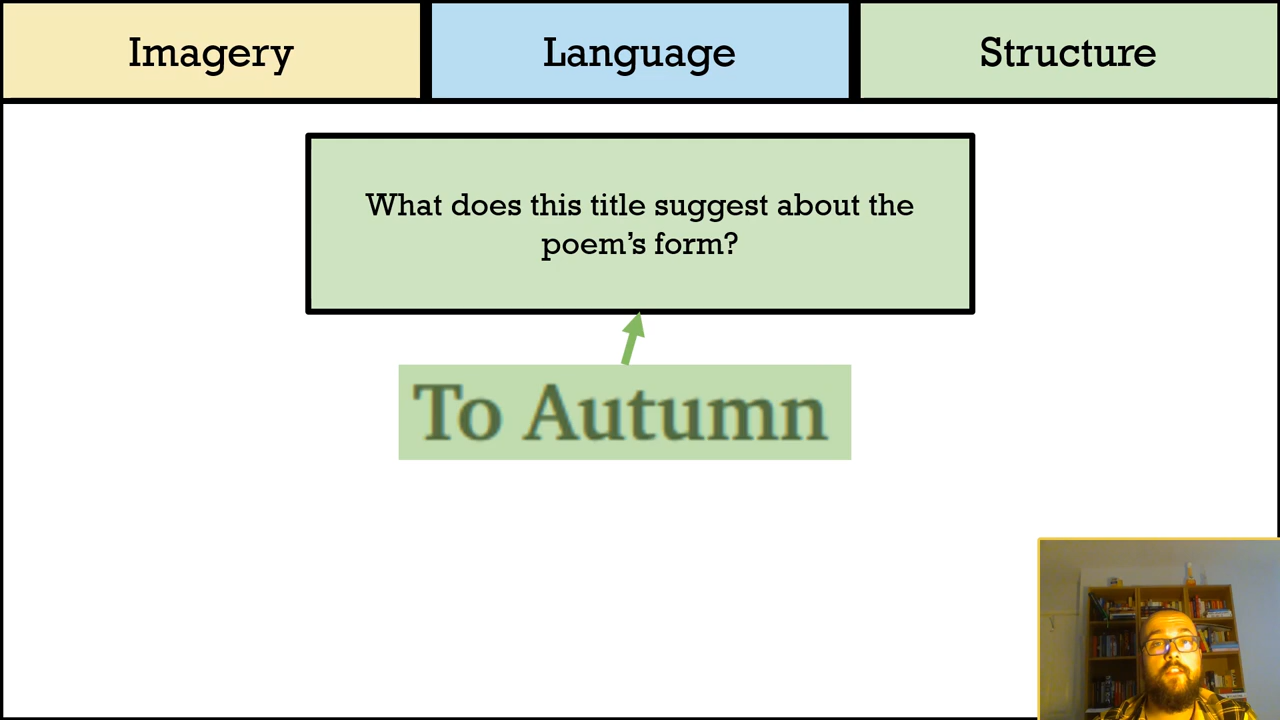 Imagery
Language
Structure
What does this title suggest about the
poem's form?
To Autumn